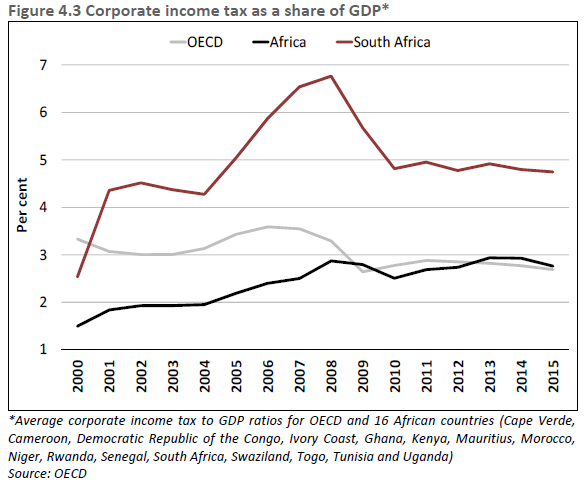 Figure 4.3 Corporate income tax as a share of GDP*
OECD Africa South Africa
7
6
5
4
3
2
1
Per cent
2000 2001 2002 2003 2004 2005 2006 2007 2008 2009 2010 2011 2012 2013 2014 2015
*Average corporate income tax to GDP ratios for OECD and 16 African countries (Cape Verde,
Cameroon, Democratic Republic of the Congo, Ivory Coast, Ghana, Kenya, Mauritius, Morocco,
Niger, Rwanda, Senegal, South Africa, Swaziland, Togo, Tunisia and Uganda)
Source: OECD